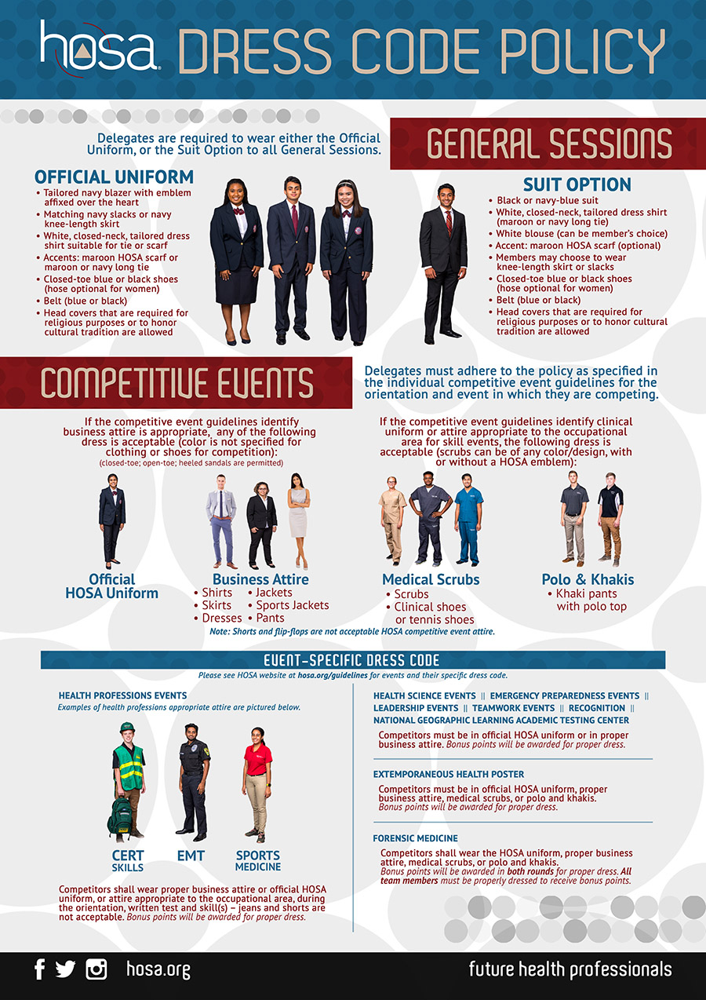 hosa DRESS CODE POLICY
Delegates are required to wear either the Official
Uniform, or the Suit Option to all General Sessions.
GENERAL SESSIONS
OFFICIAL UNIFORM
• Tailored navy blazer with emblem
affixed over the heart
• Matching navy slacks or navy
knee-length skirt
• White, closed-neck, tailored dress
shirt suitable for tie or scarf
• Accents: maroon HOSA scarf or
maroon or navy long tie
• Closed-toe blue or black shoes
(hose optional for women)
• Belt (blue or black)
• Head covers that are required for
religious purposes or to honor
cultural tradition are allowed
SUIT OPTION
• Black or navy-blue suit
• White, closed-neck, tailored dress shirt
(maroon or navy long tie)
• White blouse (can be member's choice)
• Accent: maroon HOSA scarf (optional)
• Members may choose to wear
knee-length skirt or slacks
• Closed-toe blue or black shoes
(hose optional for women)
• Belt (blue or black)
• Head covers that are required for
religious purposes or to honor cultural
tradition are allowed
COMPETITIVE EVENTS
Delegates must adhere to the policy as specified in
the individual competitive event guidelines for the
orientation and event in which they are competing.
If the competitive event guidelines identify
business attire is appropriate, any of the following
dress is acceptable (color is not specified for
clothing or shoes for competition):
(closed-toe; open-toe; heeled sandals are permitted)
If the competitive event guidelines identify clinical
uniform or attire appropriate to the occupational
area for skill events, the following dress is
acceptable (scrubs can be of any color/design, with
or without a HOSA emblem):
Official
HOSA Uniform
Business Attire
• Shirts • Jackets
• Skirts • Sports Jackets
• Dresses • Pants
Medical Scrubs
• Scrubs
• Clinical shoes
or tennis shoes
Polo & Khakis
• Khaki pants
with polo top
Note: Shorts and flip-flops are not acceptable HOSA competitive event attire.
EVENT-SPECIFIC DRESS CODE
Please see HOSA website at hosa.org/guidelines for events and their specific dress code.
HEALTH PROFESSIONS EVENTS
Examples of health professions appropriate attire are pictured below.
CERT
SKILLS
EMT
SPORTS
MEDICINE
Competitors shall wear proper business attire or official HOSA
uniform, or attire appropriate to the occupational area, during
the orientation, written test and skill(s) – jeans and shorts are
not acceptable. Bonus points will be awarded for proper dress.
HEALTH SCIENCE EVENTS || EMERGENCY PREPAREDNESS EVENTS ||
LEADERSHIP EVENTS || TEAMWORK EVENTS || RECOGNITION ||
NATIONAL GEOGRAPHIC LEARNING ACADEMIC TESTING CENTER
Competitors must be in official HOSA uniform or in proper
business attire. Bonus points will be awarded for proper dress.
EXTEMPORANEOUS HEALTH POSTER
Competitors must be in official HOSA uniform, proper
business attire, medical scrubs, or polo and khakis.
Bonus points will be awarded for proper dress.
FORENSIC MEDICINE
Competitors shall wear the HOSA uniform, proper business
attire, medical scrubs, or polo and khakis.
Bonus points will be awarded in both rounds for proper dress. All
team members must be properly dressed to receive bonus points.
hosa.org
future health professionals